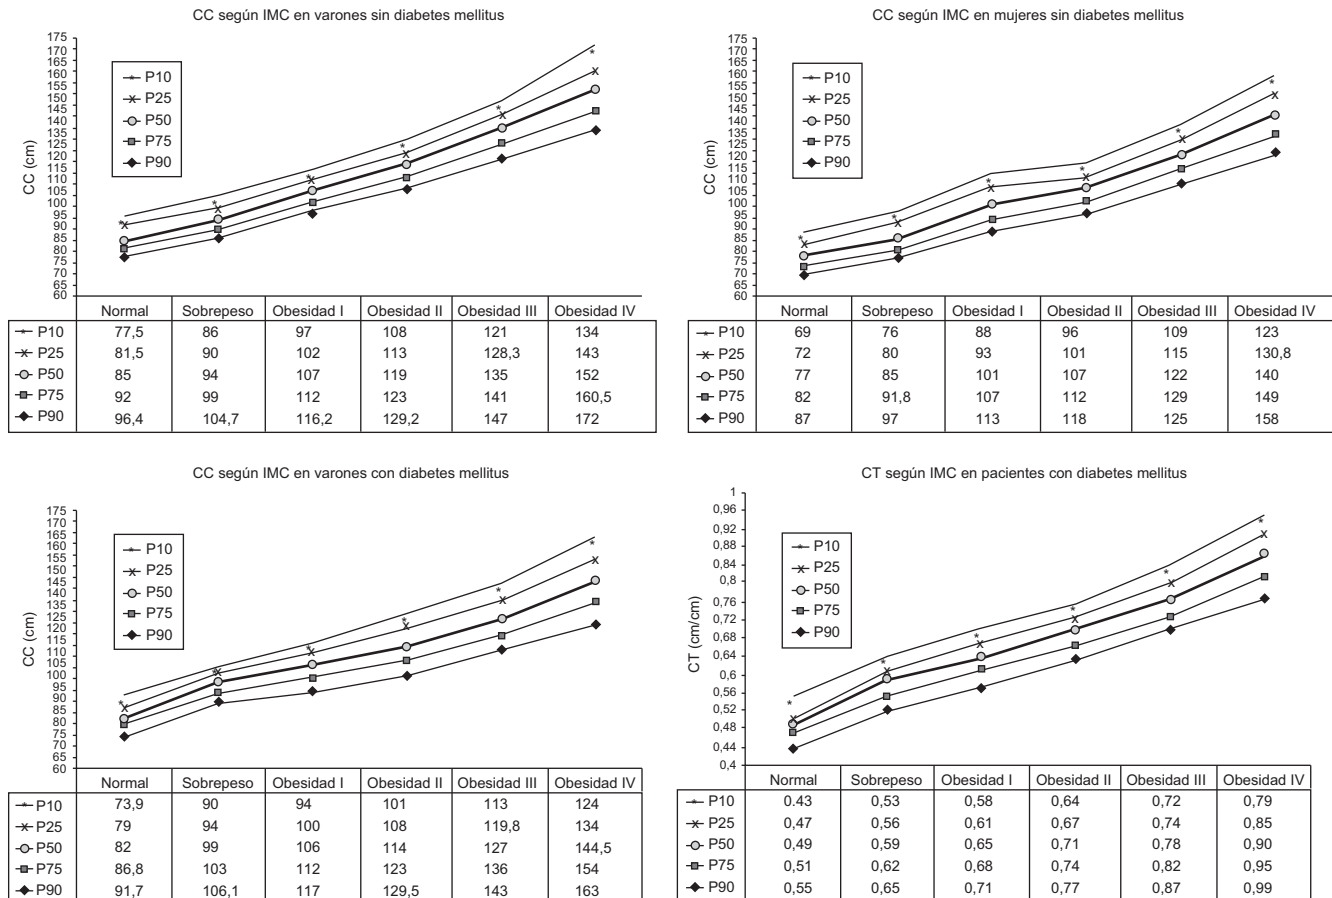 CC según IMC en varones sin diabetes mellitus
CC (cm)
175
160
155
150
145
140
135
130
125
120
115
110
105
100
95
90
85
80
75
70
65
60
P10
P25
P50
P75
P90
Normal Sobrepeso Obesidad I Obesidad II Obesidad III Obesidad IV
P10 77,5 86 97 108 121 134
P25 81,5 90 102 113 128,3 143
P50 85 94 107 119 135 152
P75 92 99 112 123 141 160,5
P90 96,4 104,7 116,2 129,2 147 172
CC según IMC en mujeres sin diabetes mellitus
CC (cm)
175
160
155
150
145
140
135
130
125
120
115
110
105
100
95
90
85
80
75
70
65
60
P10
P25
P50
P75
P90
Normal Sobrepeso Obesidad I Obesidad II Obesidad III Obesidad IV
P10 69 76 88 96 109 123
P25 72 80 93 101 115 130,8
P50 77 85 101 107 122 140
P75 82 91,8 107 112 129 149
P90 87 97 113 118 125 158
CC según IMC en varones con diabetes mellitus
CC (cm)
175
160
155
150
145
140
135
130
125
120
115
110
105
100
95
90
85
80
75
70
65
60
P10
P25
P50
P75
P90
Normal Sobrepeso Obesidad I Obesidad II Obesidad III Obesidad IV
P10 73,9 90 94 101 113 124
P25 79 94 100 108 119,8 134
P50 82 99 106 114 127 144,5
P75 86,8 103 112 123 136 154
P90 91,7 106,1 117 129,5 143 163
CT según IMC en pacientes con diabetes mellitus
CT (cm/cm)
1
0,96
0,92
0,88
0,84
0,8
0,76
0,72
0,68
0,64
0,6
0,56
0,52
0,48
0,44
0,4
P10
P25
P50
P75
P90
Normal Sobrepeso Obesidad I Obesidad II Obesidad III Obesidad IV
P10 0.43 0,53 0,58 0,64 0,72 0,79
P25 0,47 0,56 0,61 0,67 0,74 0,85
P50 0,49 0,59 0,65 0,71 0,78 0,90
P75 0,51 0,62 0,68 0,74 0,82 0,95
P90 0,55 0,65 0,71 0,77 0,87 0,99